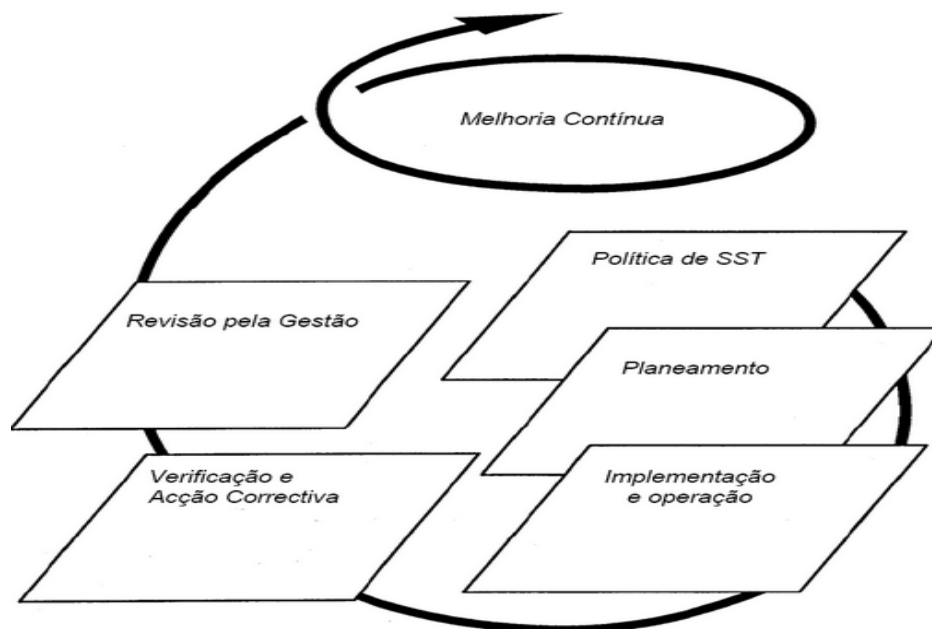 Melhoria Contínua
Política de SST
Revisão pela Gestão
Planeamento
Verificação e
Acção Correctiva
Implementação
e operação